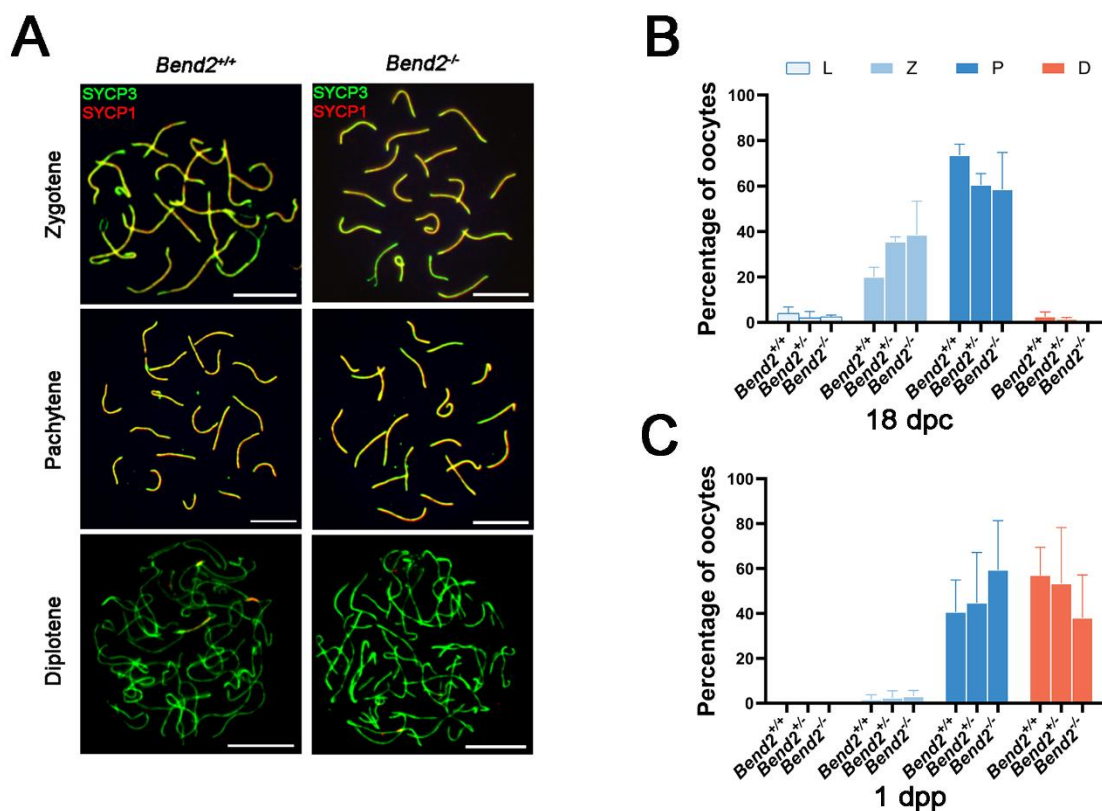 A
Bend2+/+
Bend2-/-
SYCP3
SYCP1
SYCP3
SYCP1
Zygotene
Pachytene
Diplotene
B
L
Z
P
D
Percentage of oocytes
100
80
60
40
20
0
Bend2+/+
Bend2+/-
Bend2-/-
Bend2+/+
Bend2+/-
Bend2-/-
Bend2+/+
Bend2+/-
Bend2-/-
Bend2+/+
Bend2+/-
Bend2-/-
18 dpc
C
Percentage of oocytes
100
80
60
40
20
0
Bend2+/+
Bend2+/-
Bend2-/-
Bend2+/+
Bend2+/-
Bend2-/-
Bend2+/+
Bend2+/-
Bend2-/-
Bend2+/+
Bend2+/-
Bend2-/-
1 dpp